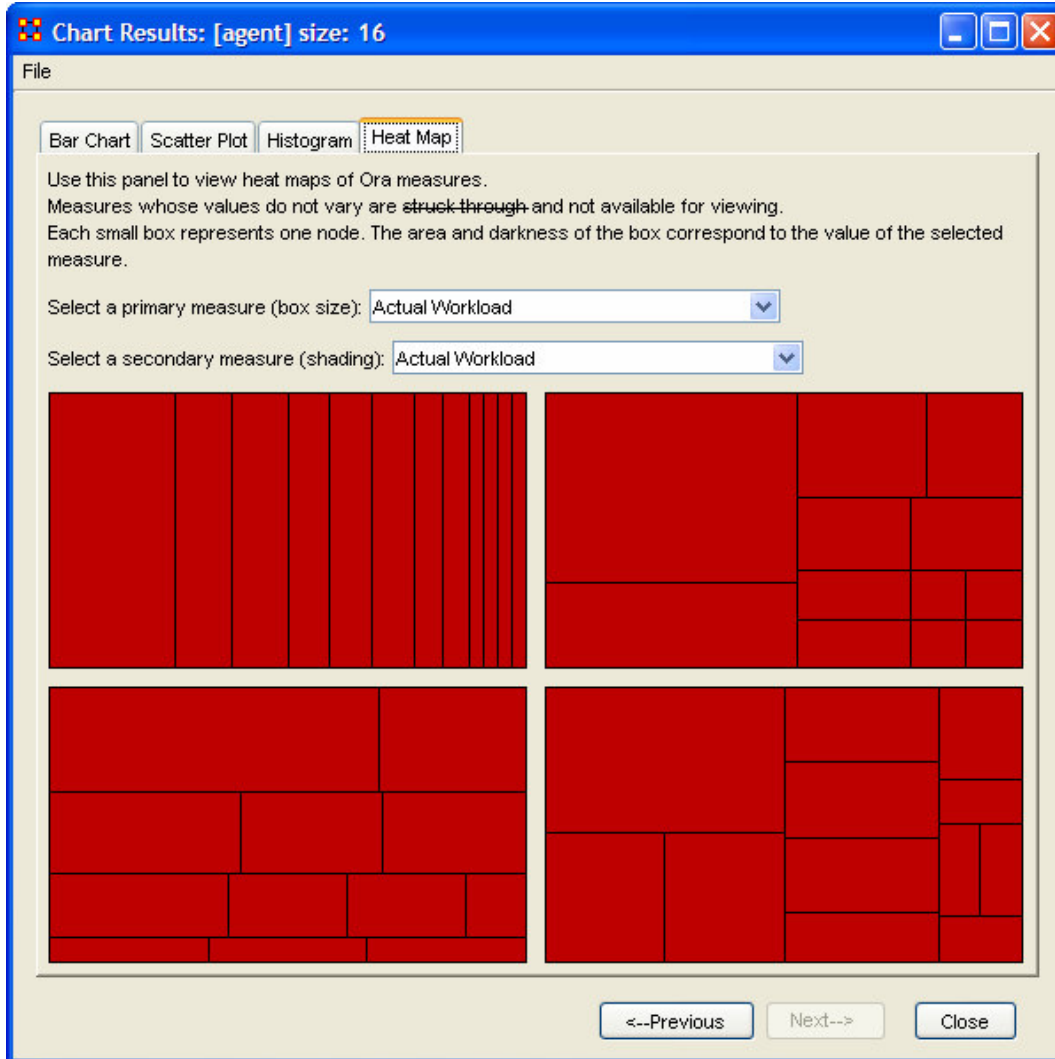 Chart Results: [agent] size: 16
File
Bar Chart Scatter Plot Histogram Heat Map
Use this panel to view heat maps of Ora measures.
Measures whose values do not vary are struck through and not available for viewing.
Each small box represents one node. The area and darkness of the box correspond to the value of the selected
measure.
Select a primary measure (box size): Actual Workload
Select a secondary measure (shading): Actual Workload
<--Previous Next--> Close